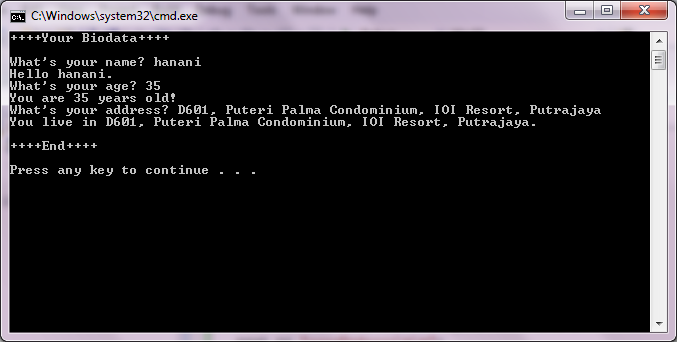 C:\Windows\system32\cmd.exe
++++Your Biodata++++
What's your name? hanani
Hello hanani.
What's your age? 35
You are 35 years old!
What's your address? D601, Puteri Palma Condominium, IOI Resort, Putrajaya
You live in D601, Puteri Palma Condominium, IOI Resort, Putrajaya.
++++End++++
Press any key to continue . . .